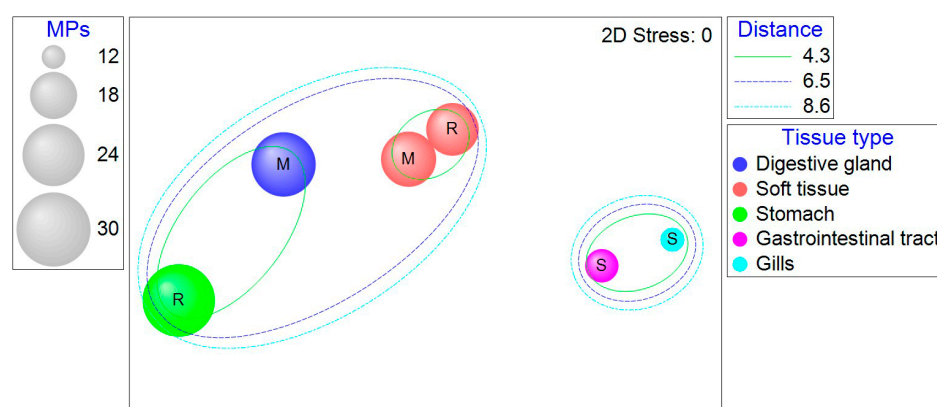 MPs
12
18
24
30
2D Stress: 0
M
R
M
R
S
S
Distance
4.3
6.5
8.6
Tissue type
Digestive gland
Soft tissue
Stomach
Gastrointestinal tract
Gills